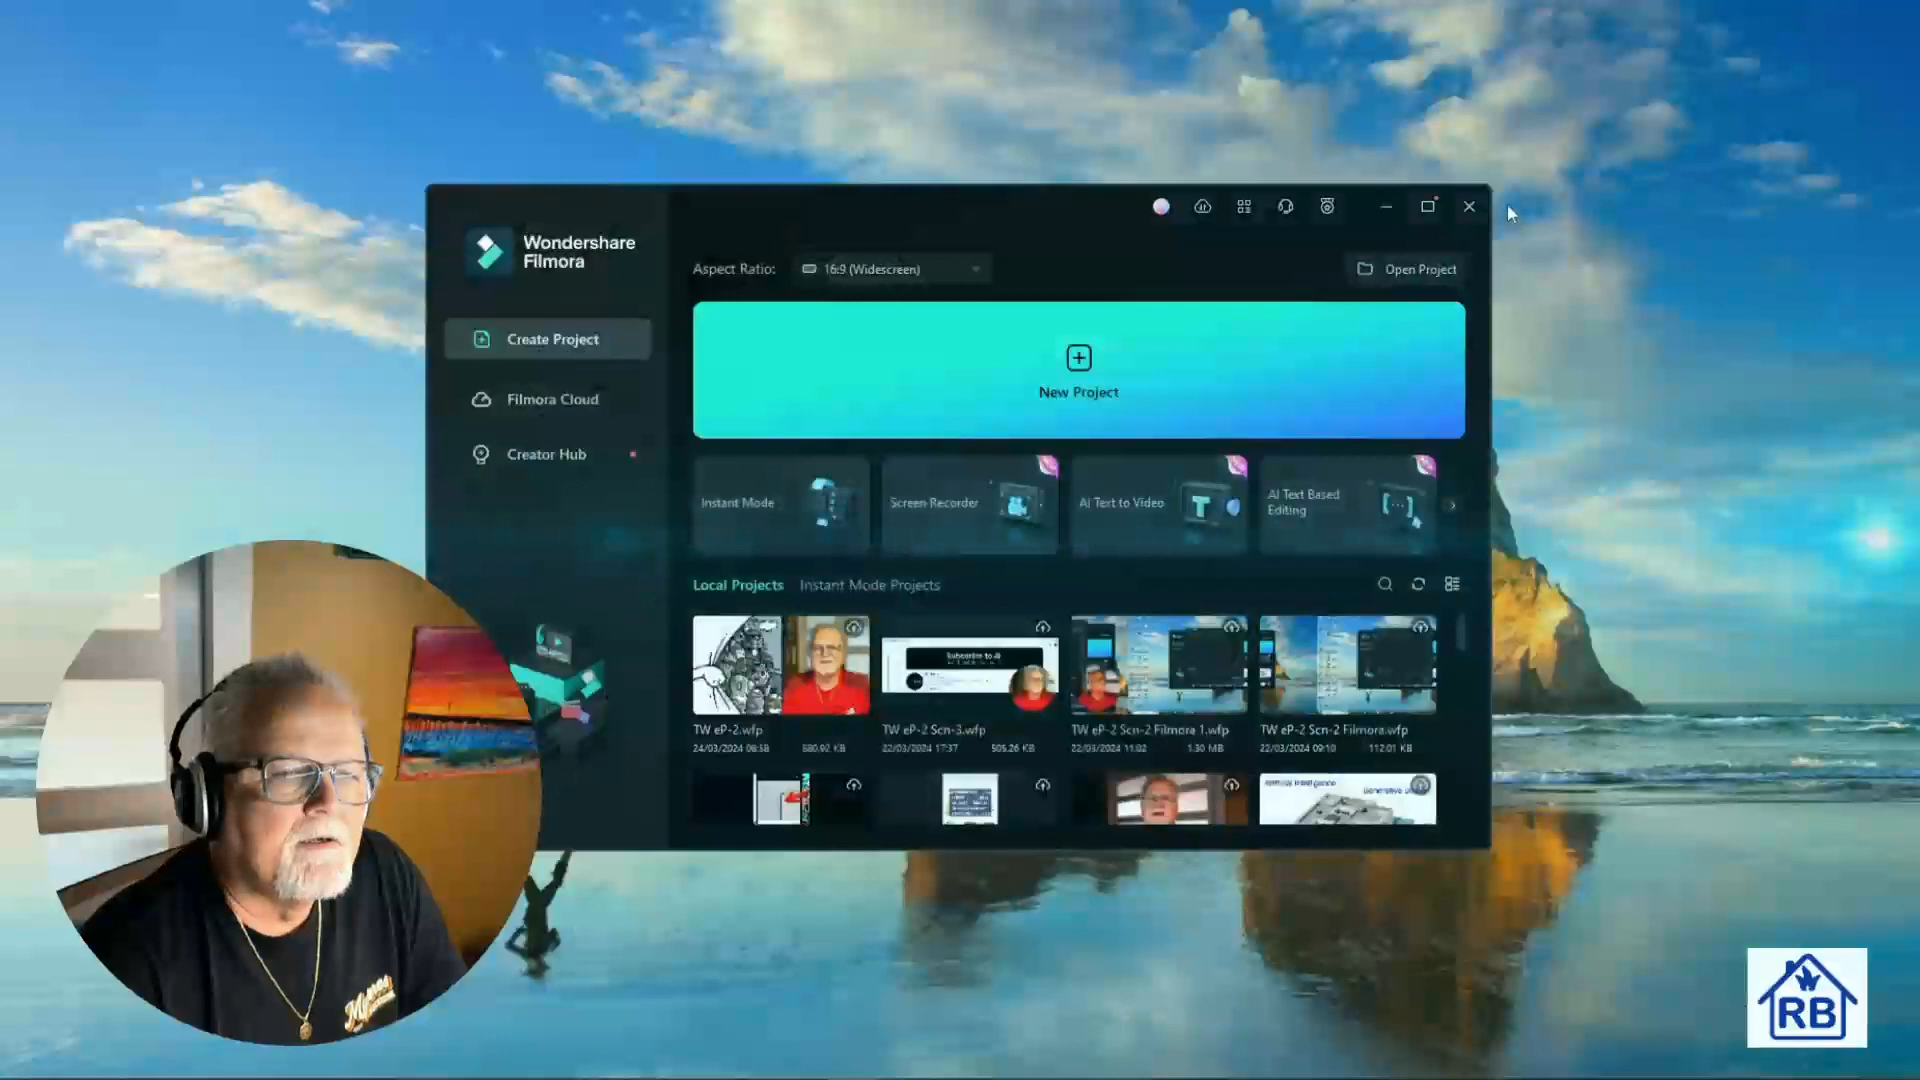 Wondershare
Filmora
Aspect Ratio:
16:9 (Widescreen)
Open Project
Create Project
New Project
Filmora Cloud
Creator Hub
Instant Mode
Screen Recorder
AI Text to Video
AI Text Based
Editing
Local Projects
Instant Mode Projects
Subscribe to AI
TW eP-2.wfp
TW eP-2 Scn-3.wfp
TW eP-2 Scn-2 Filmora 1.wfp
TW eP-2 Scn-2 Filmora.wfp
24/03/2024 08:58
580.92 KB
22/03/2024 17:37
505.26 KB
22/03/2024 11:02
1.30 MB
22/03/2024 09:10
112.01 KB
RB